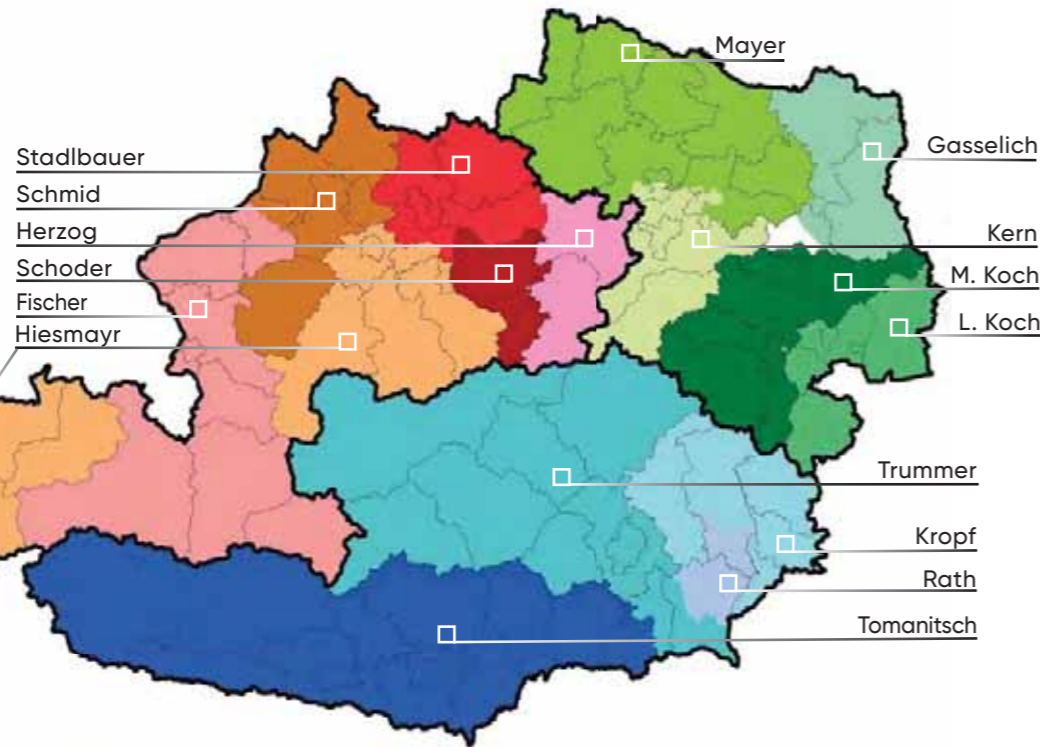 Mayer
Gasselich
Stadlbauer
Schmid
Herzog
Kern
Schoder
M. Koch
Fischer
L. Koch
Hiesmayr
Trummer
Kropf
Rath
Tomanitsch